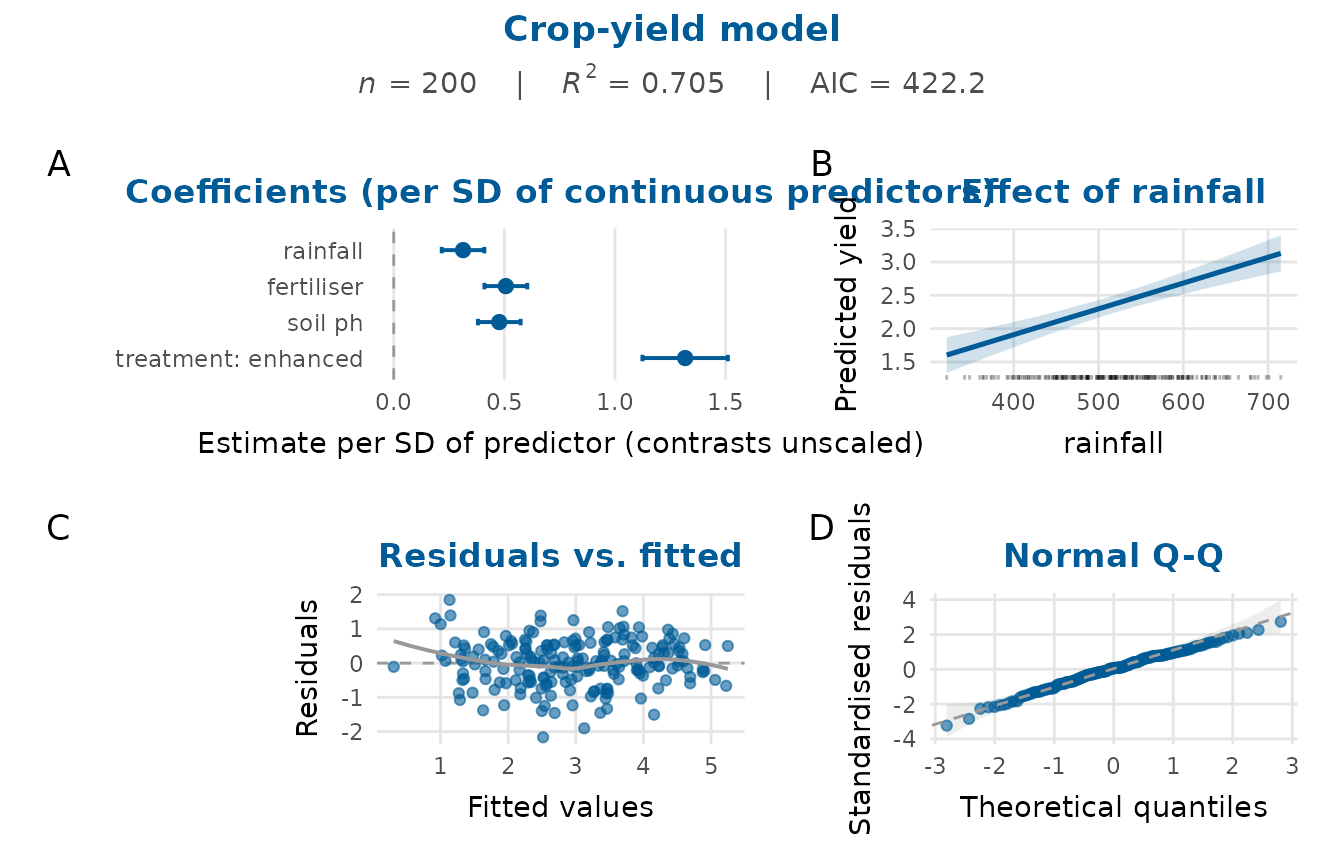 Crop-yield model
n = 200 | R² = 0.705 | AIC = 422.2
A
Coefficients (per SD of continuous predictors)
rainfall
fertiliser
soil ph
treatment: enhanced
0.0 0.5 1.0 1.5
Estimate per SD of predictor (contrasts unscaled)
B
Effect of rainfall
Predicted yield
3.5
3.0
2.5
2.0
1.5
400 500 600 700
rainfall
C
Residuals vs. fitted
Residuals
2
1
0
-1
-2
1 2 3 4 5
Fitted values
D
Normal Q-Q
Standardised residuals
4
2
0
-2
-4
-3 -2 -1 0 1 2 3
Theoretical quantiles